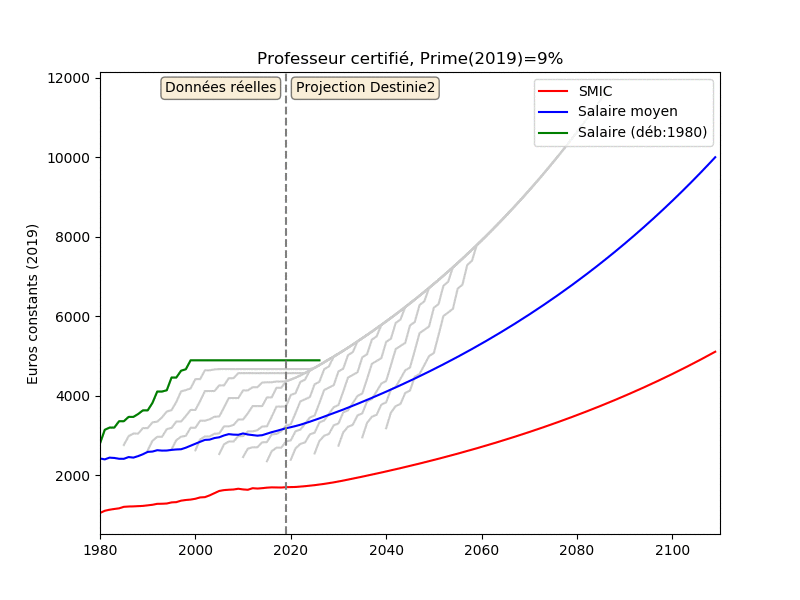 Professeur certifié, Prime(2019)=9%
Données réelles
Projection Destinie2
SMIC
Salaire moyen
Salaire (déb:1980)
Euros constants (2019)
12000
10000
8000
6000
4000
2000
1980
2000
2020
2040
2060
2080
2100